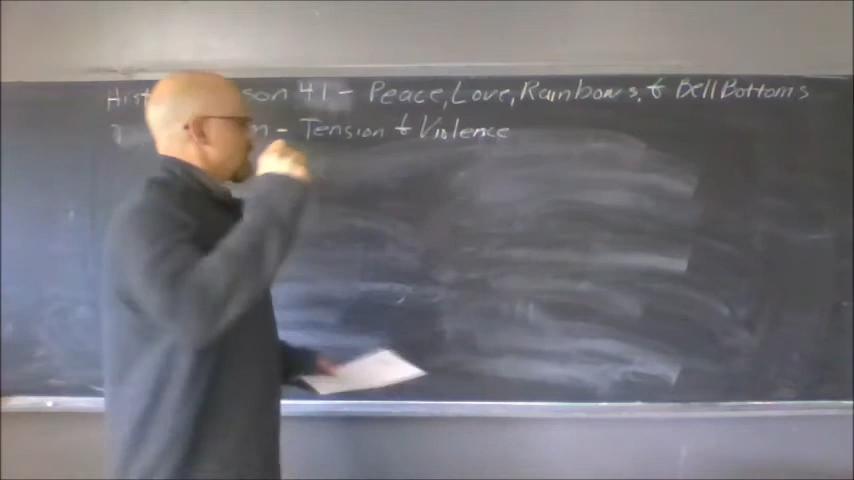 Hist son 41 - Peace, Love, Rainbows, & Bell Bottoms
n - Tension & Violence